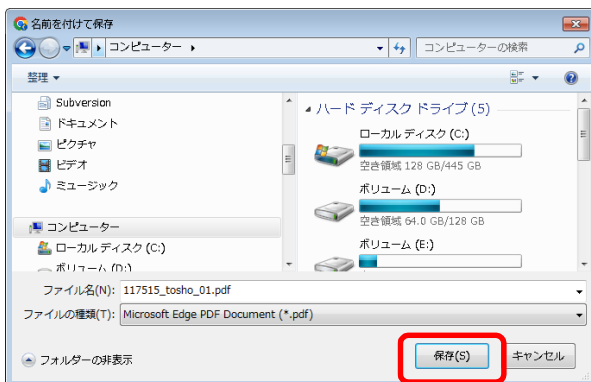 名前を付けて保存
コンピューター
コンピューターの検索
整理
Subversion
ドキュメント
ピクチャ
ビデオ
ミュージック
コンピューター
ローカル ディスク (C:)
ボリューム (D:)
ハード ディスク ドライブ (5)
ローカル ディスク (C:)
空き領域 128 GB/445 GB
ボリューム (D:)
空き領域 64.0 GB/128 GB
ボリューム (E:)
ファイル名(N): 117515_tosho_01.pdf
ファイルの種類(T): Microsoft Edge PDF Document (*.pdf)
フォルダーの非表示
保存(S)
キャンセル